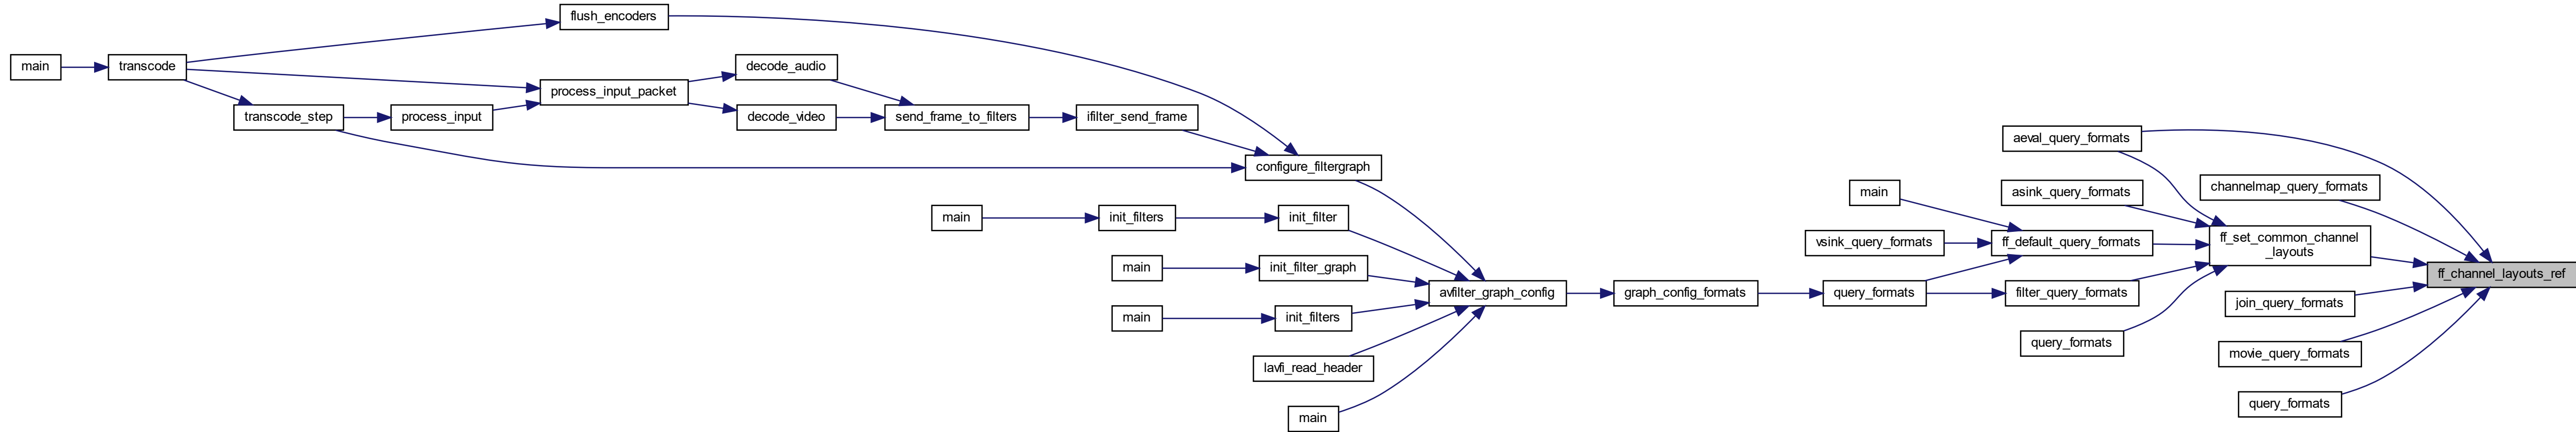 flush_encoders
main
transcode
decode_audio
process_input_packet
transcode_step
process_input
decode_video
send_frame_to_filters
ifilter_send_frame
configure_filtergraph
main
init_filters
init_filter
main
init_filter_graph
avfilter_graph_config
graph_config_formats
query_formats
main
init_filters
lavfi_read_header
main
aeval_query_formats
main
asink_query_formats
channelmap_query_formats
vsink_query_formats
ff_default_query_formats
ff_set_common_channel
_layouts
ff_channel_layouts_ref
filter_query_formats
join_query_formats
query_formats
movie_query_formats
query_formats